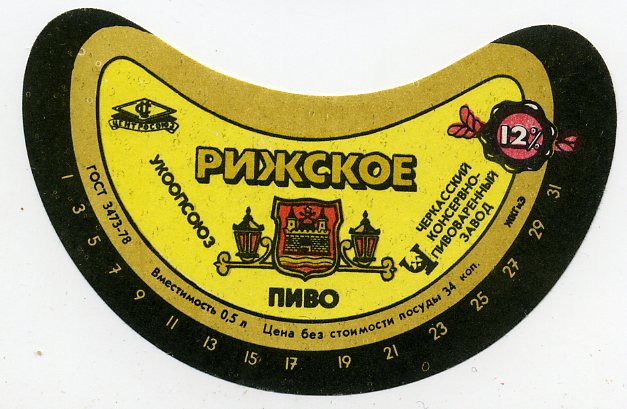 ЦЕНТРОСОЮЗ
УКООПСОЮЗ
РИЖСКОЕ
ПИВО
ЧЕРКАССКИЙ
КОНСЕРВНО-
ПИВОВАРЕННЫЙ
ЗАВОД
12%
ГОСТ 3473-78
Вместимость 0,5 л Цена без стоимости посуды 34 коп.
ЖКГ-З
1 3 5 7 9 11 13 15 17 19 21 23 25 27 29 31